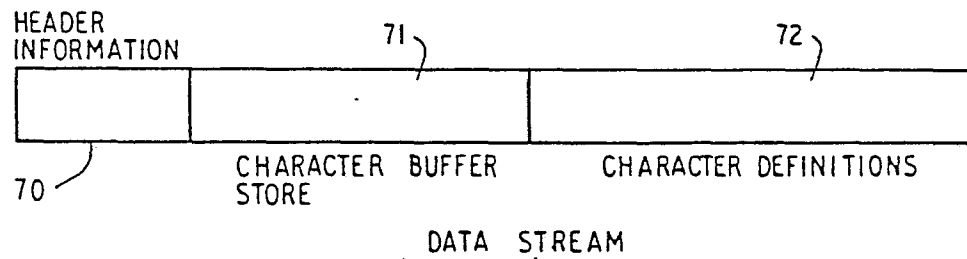 HEADER
INFORMATION
71
72
70
CHARACTER BUFFER
STORE
CHARACTER DEFINITIONS
DATA STREAM